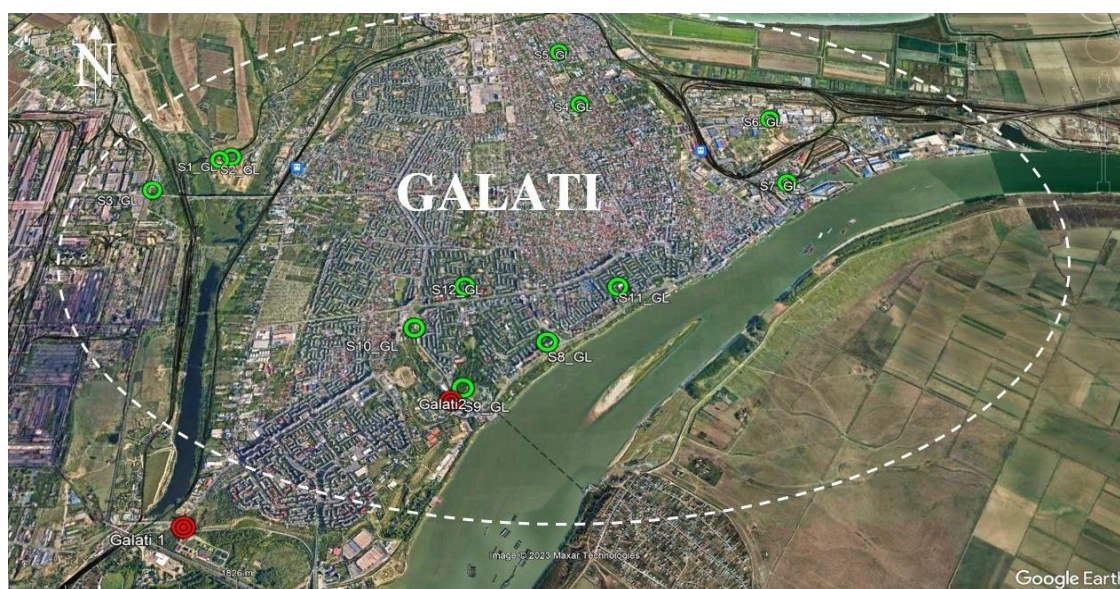 N
S5_GL
S4_GL
S6_GL
S1_GL
S2_GL
S7_GL
S3_GL
GALATI
S12_GL
S11_GL
S10_GL
S8_GL
Galati2
S9_GL
Galati 1
Image © 2023 Maxar Technologies
1826 m
Google Earth